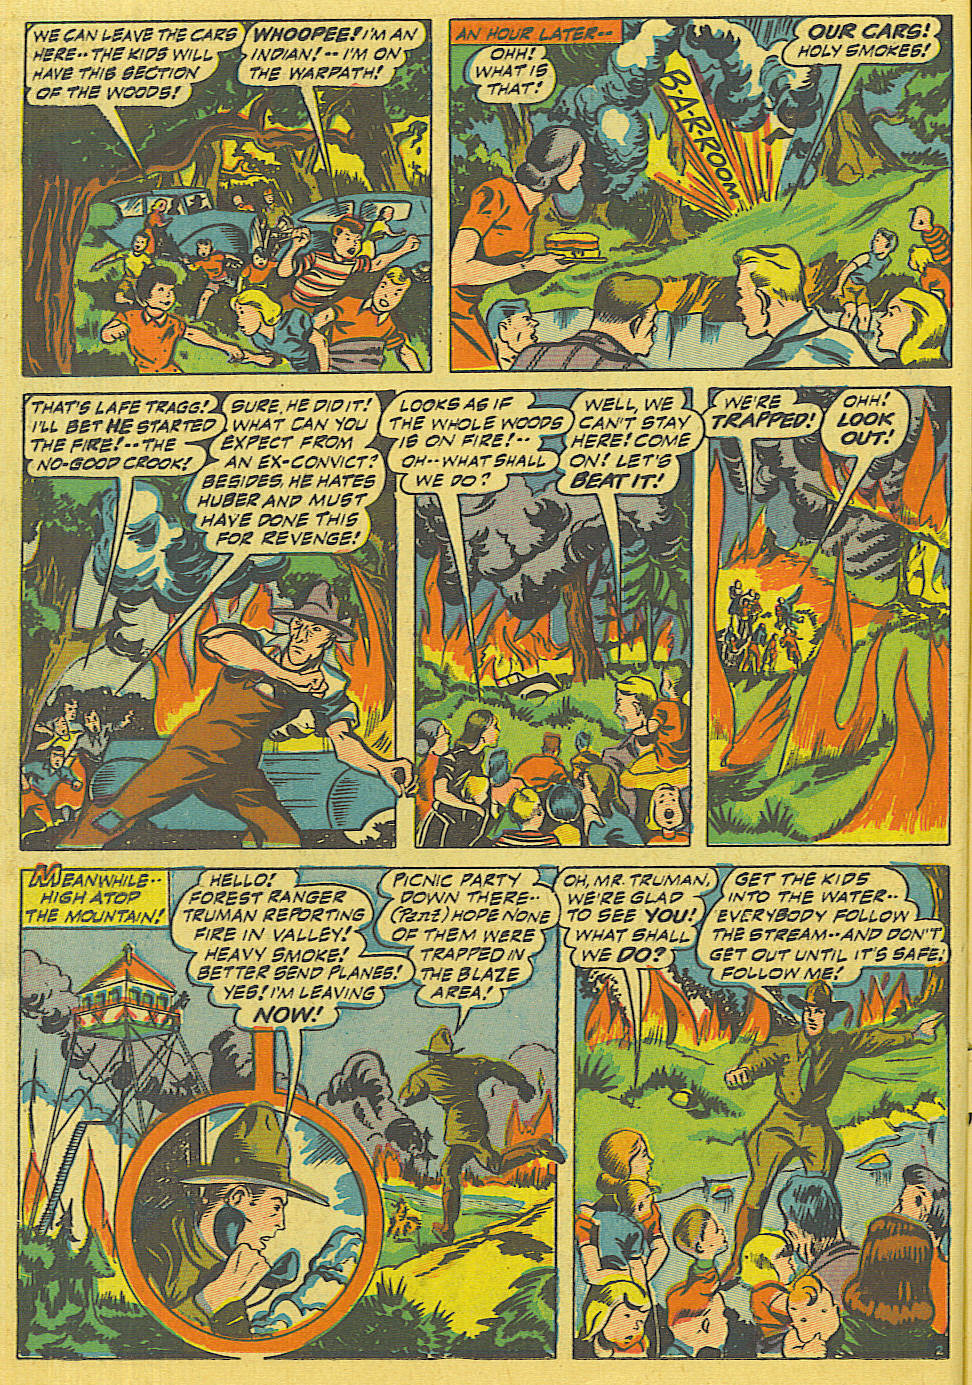 WE CAN LEAVE THE CARS
HERE-- THE KIDS WILL
HAVE THIS SECTION
OF THE WOODS!
WHOOPEE! I'M AN
INDIAN!-- I'M ON
THE WARPATH!
AN HOUR LATER--
OHH!
WHAT IS
THAT!
B-A-RROOM
OUR CARS!
HOLY SMOKES!
THAT'S LAFE TRAGG!
I'LL BET HE STARTED
THE FIRE!-- THE
NO-GOOD CROOK!
SURE, HE DID IT!
WHAT CAN YOU
EXPECT FROM
AN EX-CONVICT?
BESIDES, HE HATES
HUBER AND MUST
HAVE DONE THIS
FOR REVENGE!
LOOKS AS IF
THE WHOLE WOODS
IS ON FIRE!--
OH-- WHAT SHALL
WE DO?
WELL, WE
CAN'T STAY
HERE! COME
ON! LET'S
BEAT IT!
WE'RE
TRAPPED!
OHH!
LOOK
OUT!
MEANWHILE--
HIGH ATOP
THE MOUNTAIN!
HELLO!
FOREST RANGER
TRUMAN REPORTING
FIRE IN VALLEY!
HEAVY SMOKE!
BETTER SEND PLANES!
YES! I'M LEAVING
NOW!
PICNIC PARTY
DOWN THERE--
(Pant) HOPE NONE
OF THEM WERE
TRAPPED IN
THE BLAZE
AREA!
OH, MR. TRUMAN,
WE'RE GLAD
TO SEE YOU!
WHAT SHALL
WE DO?
GET THE KIDS
INTO THE WATER--
EVERYBODY FOLLOW
THE STREAM-- AND DON'T
GET OUT UNTIL IT'S SAFE!
FOLLOW ME!
2